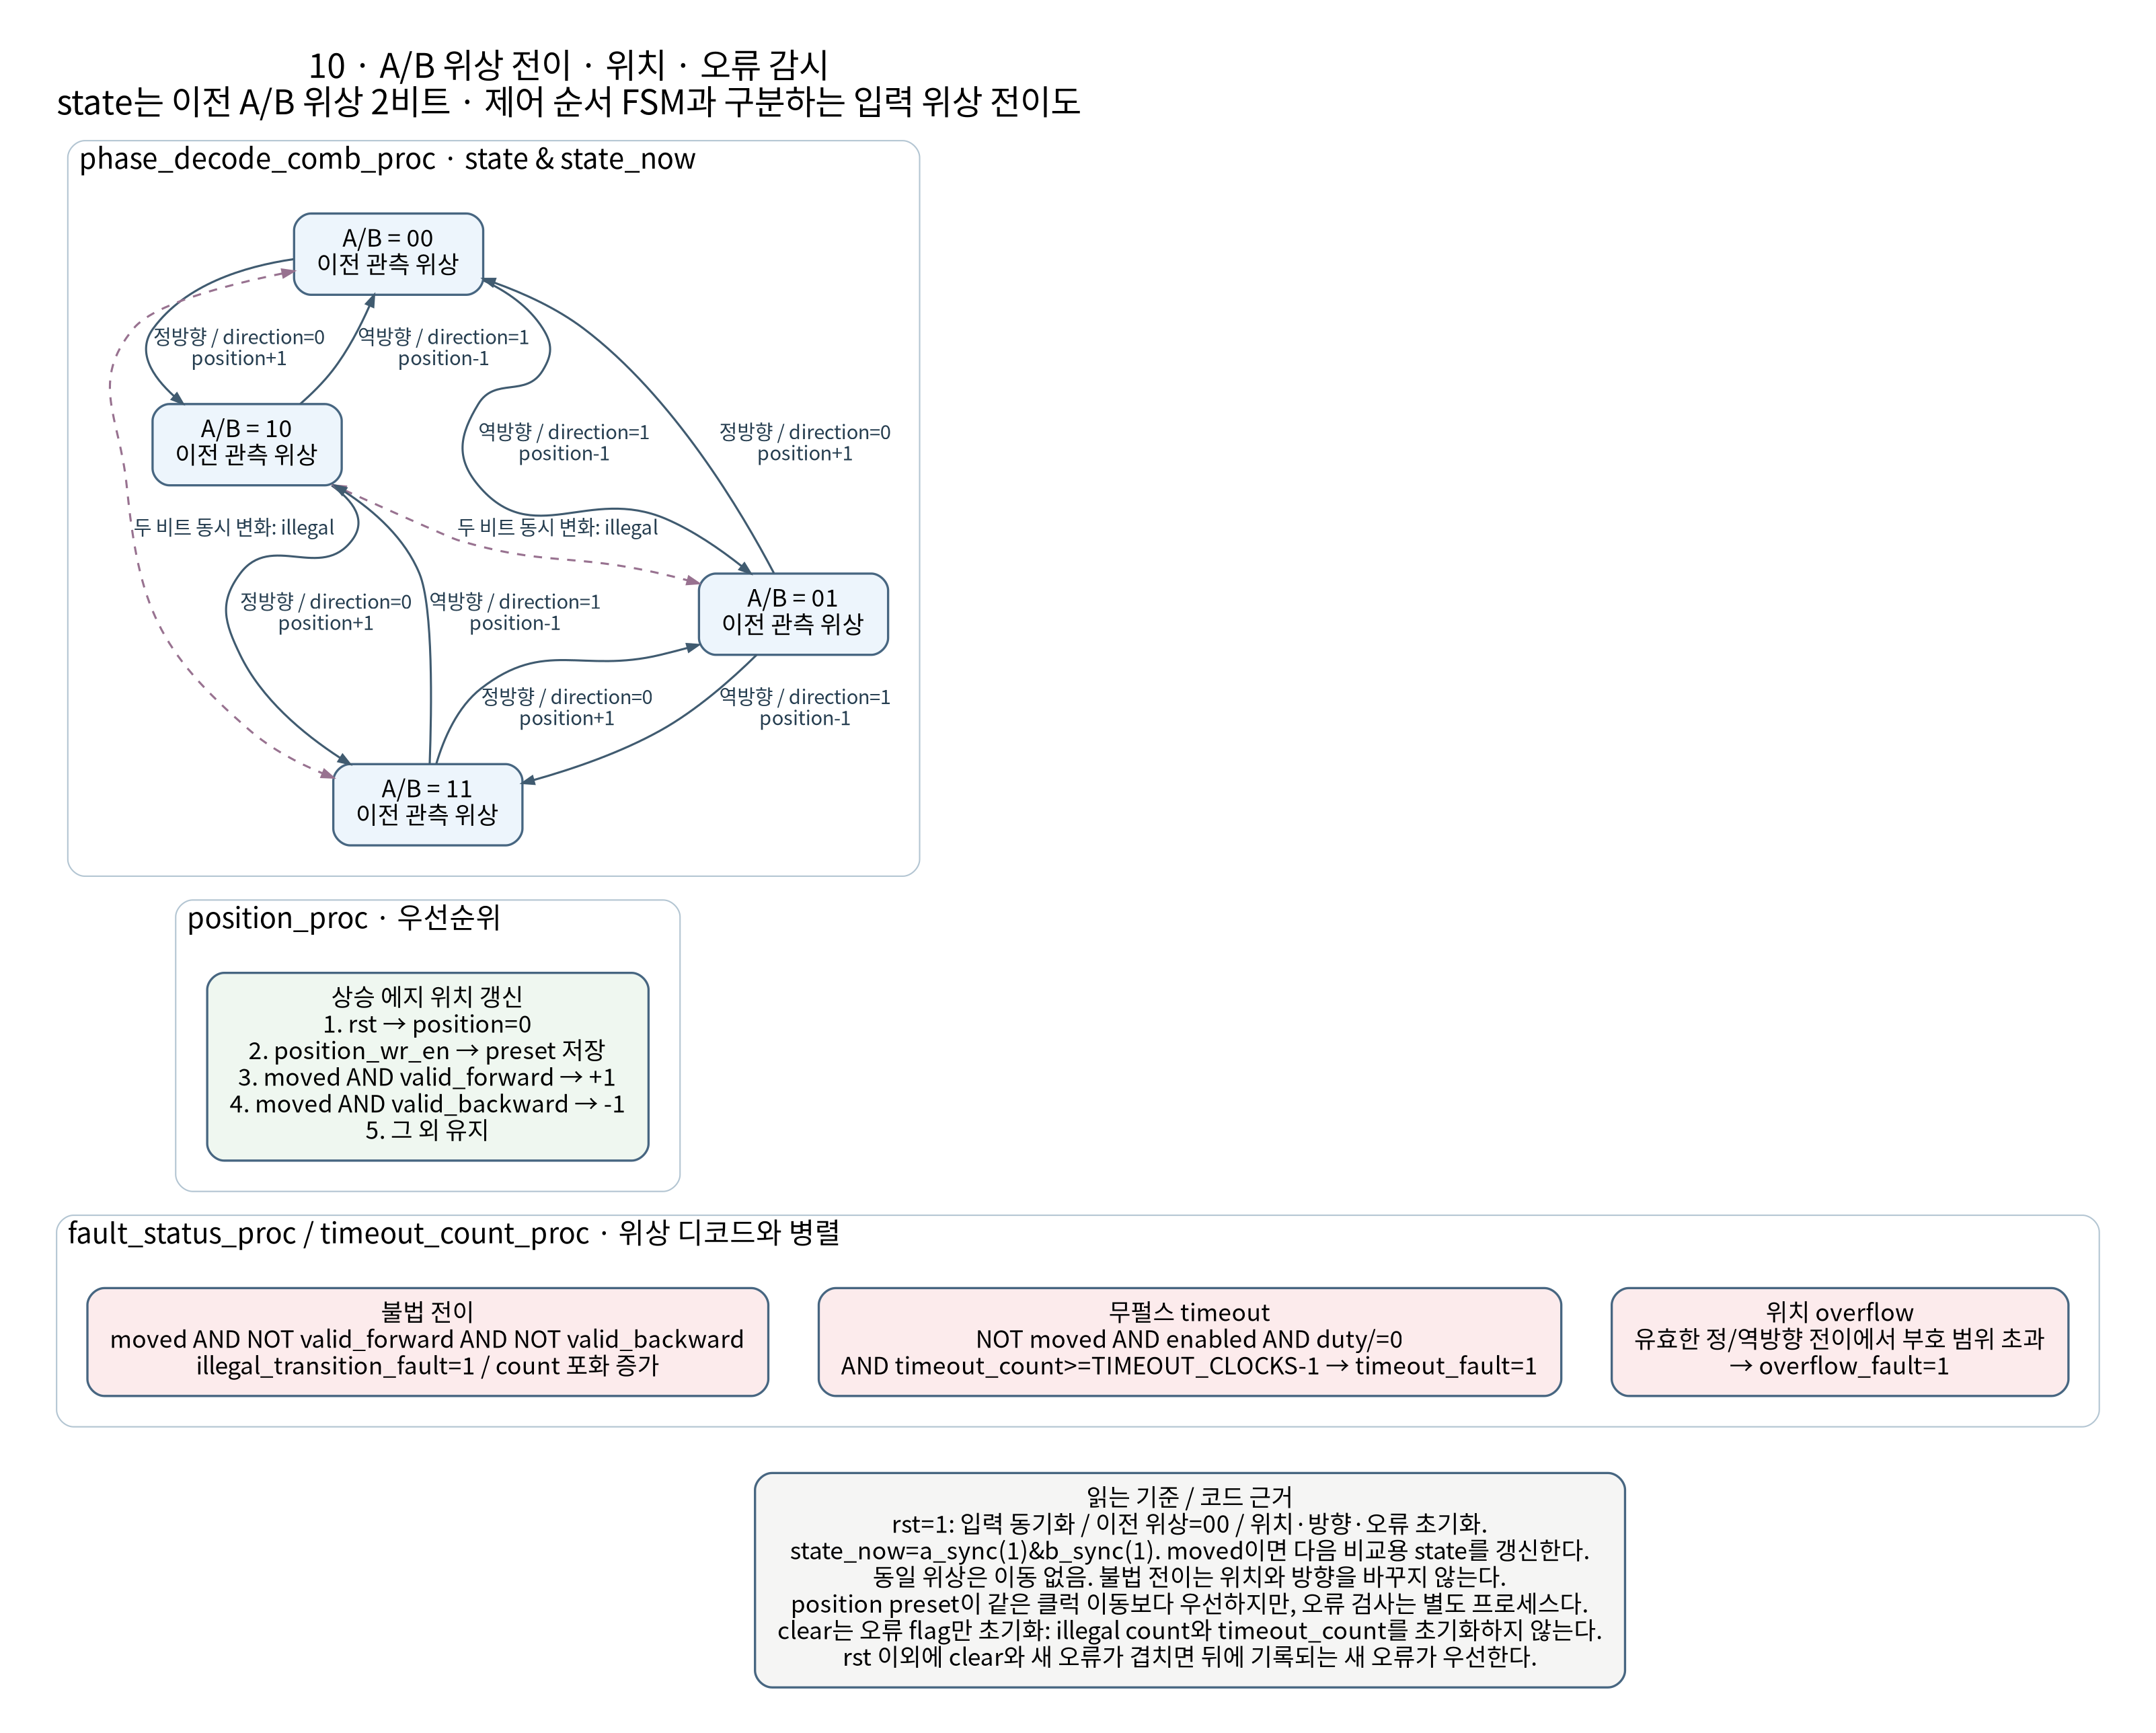 10 · A/B 위상 전이 · 위치 · 오류 감시
state는 이전 A/B 위상 2비트 · 제어 순서 FSM과 구분하는 입력 위상 전이도
phase_decode_comb_proc · state & state_now
A/B = 00
이전 관측 위상
정방향 / direction=0
position+1
역방향 / direction=1
position-1
A/B = 10
이전 관측 위상
역방향 / direction=1
position-1
정방향 / direction=0
position+1
두 비트 동시 변화: illegal
두 비트 동시 변화: illegal
A/B = 01
이전 관측 위상
정방향 / direction=0
position+1
역방향 / direction=1
position-1
정방향 / direction=0
position+1
역방향 / direction=1
position-1
A/B = 11
이전 관측 위상
position_proc · 우선순위
상승 에지 위치 갱신
1. rst → position=0
2. position_wr_en → preset 저장
3. moved AND valid_forward → +1
4. moved AND valid_backward → -1
5. 그 외 유지
fault_status_proc / timeout_count_proc · 위상 디코드와 병렬
불법 전이
moved AND NOT valid_forward AND NOT valid_backward
illegal_transition_fault=1 / count 포화 증가
무펄스 timeout
NOT moved AND enabled AND duty/=0
AND timeout_count>=TIMEOUT_CLOCKS-1 → timeout_fault=1
위치 overflow
유효한 정/역방향 전이에서 부호 범위 초과
→ overflow_fault=1
읽는 기준 / 코드 근거
rst=1: 입력 동기화 / 이전 위상=00 / 위치·방향·오류 초기화.
state_now=a_sync(1)&b_sync(1). moved이면 다음 비교용 state를 갱신한다.
동일 위상은 이동 없음. 불법 전이는 위치와 방향을 바꾸지 않는다.
position preset이 같은 클럭 이동보다 우선하지만, 오류 검사는 별도 프로세스다.
clear는 오류 flag만 초기화: illegal count와 timeout_count를 초기화하지 않는다.
rst 이외에 clear와 새 오류가 겹치면 뒤에 기록되는 새 오류가 우선한다.